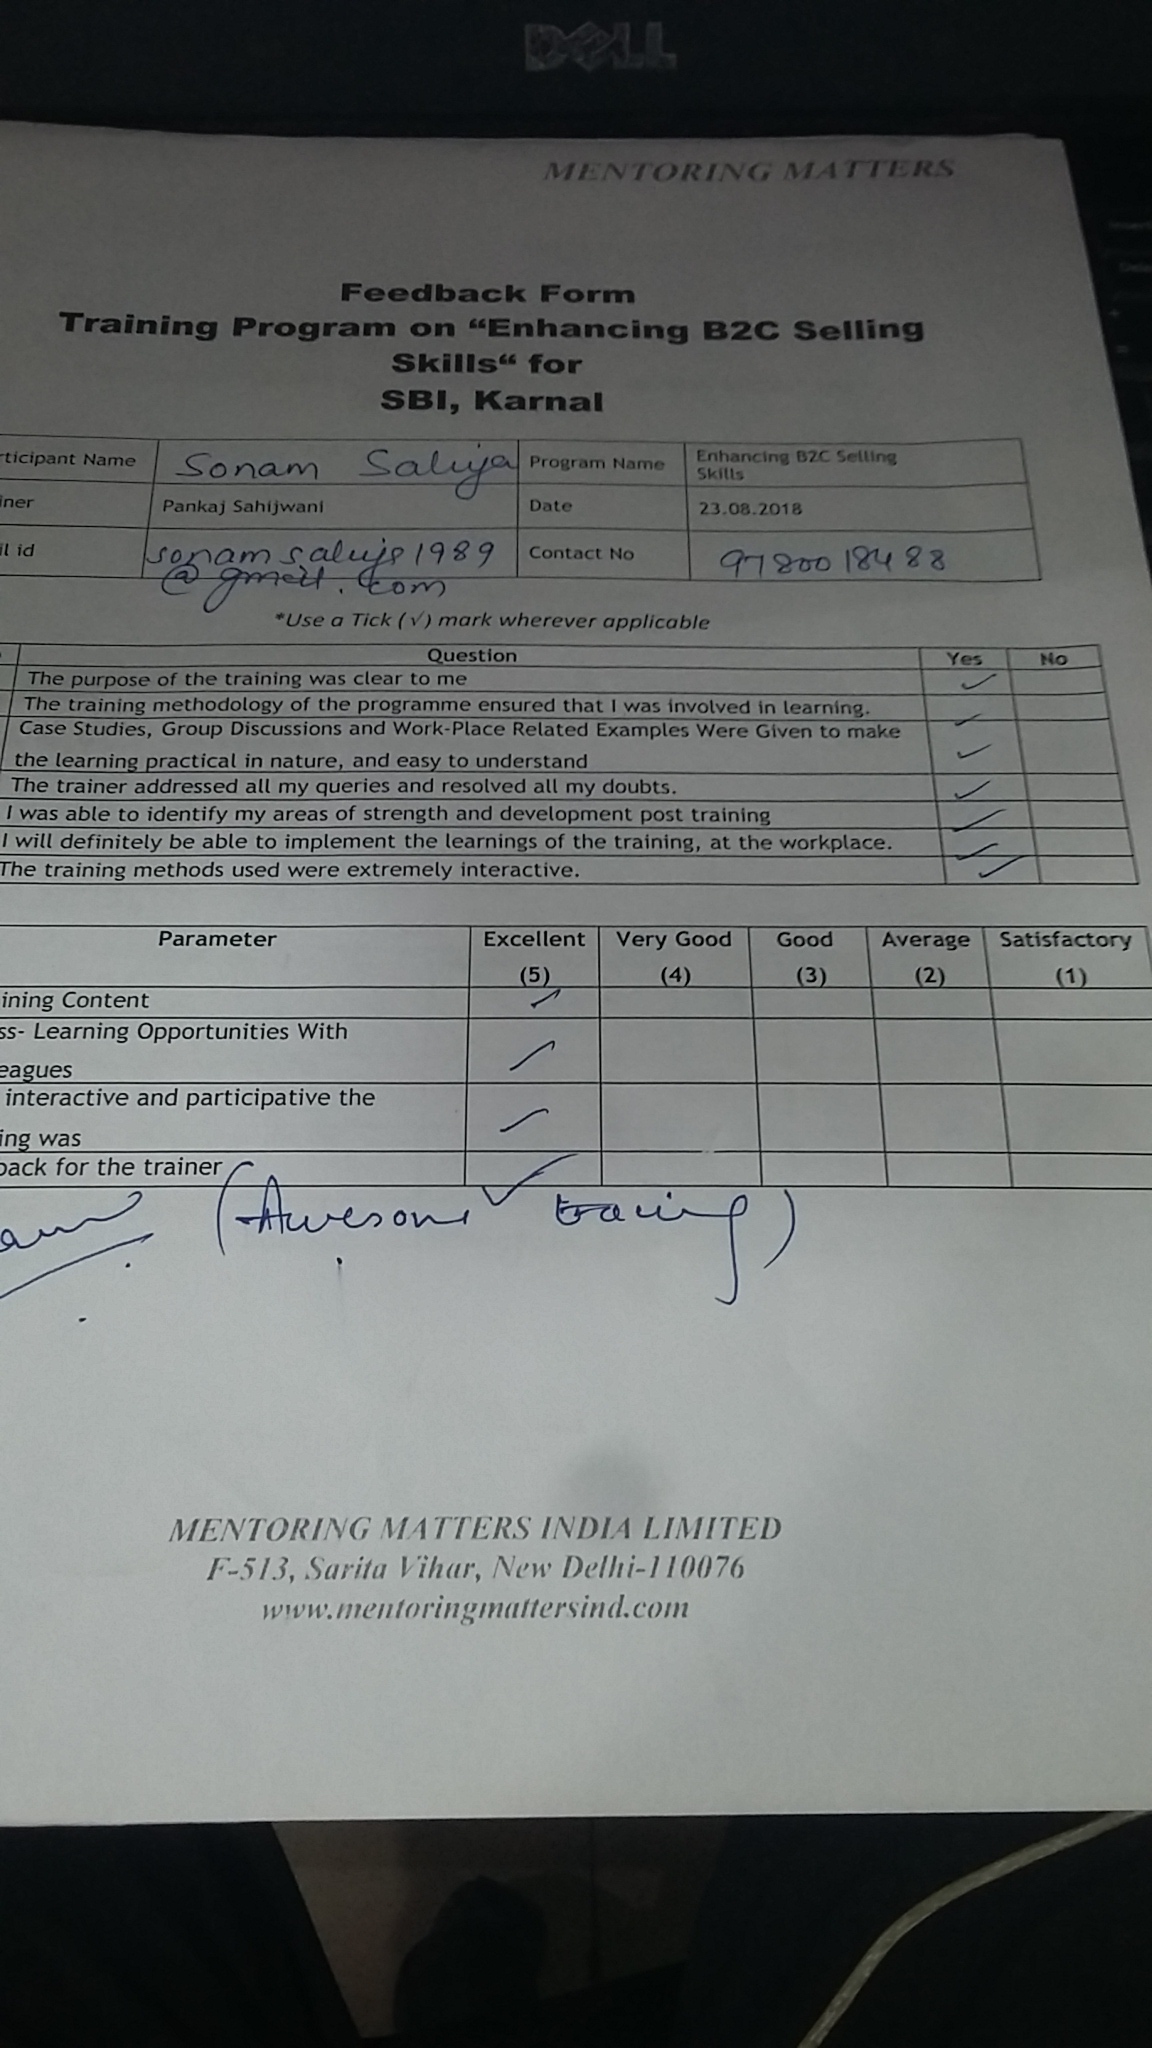 DELL
MENTORING MATTERS
Feedback Form
Training Program on “Enhancing B2C Selling
Skills“ for
SBI, Karnal
rticipant Name Sonam Saluja Program Name Enhancing B2C Selling
Skills
iner Pankaj Sahijwani Date 23.08.2018
il id sonamsaluja1989 Contact No 9780018488
@gmail.com
*Use a Tick (√) mark wherever applicable
Question Yes No
The purpose of the training was clear to me ✓
The training methodology of the programme ensured that I was involved in learning. ✓
Case Studies, Group Discussions and Work-Place Related Examples Were Given to make
the learning practical in nature, and easy to understand ✓
The trainer addressed all my queries and resolved all my doubts. ✓
I was able to identify my areas of strength and development post training ✓
I will definitely be able to implement the learnings of the training, at the workplace. ✓
The training methods used were extremely interactive. ✓
Parameter Excellent Very Good Good Average Satisfactory
(5) (4) (3) (2) (1)
ining Content ✓
ss- Learning Opportunities With
eagues ✓
interactive and participative the
ing was ✓
back for the trainer ✓
(Awesome
MENTORING MATTERS INDIA LIMITED
F-513, Sarita Vihar, New Delhi-110076
www.mentoringmattersind.com